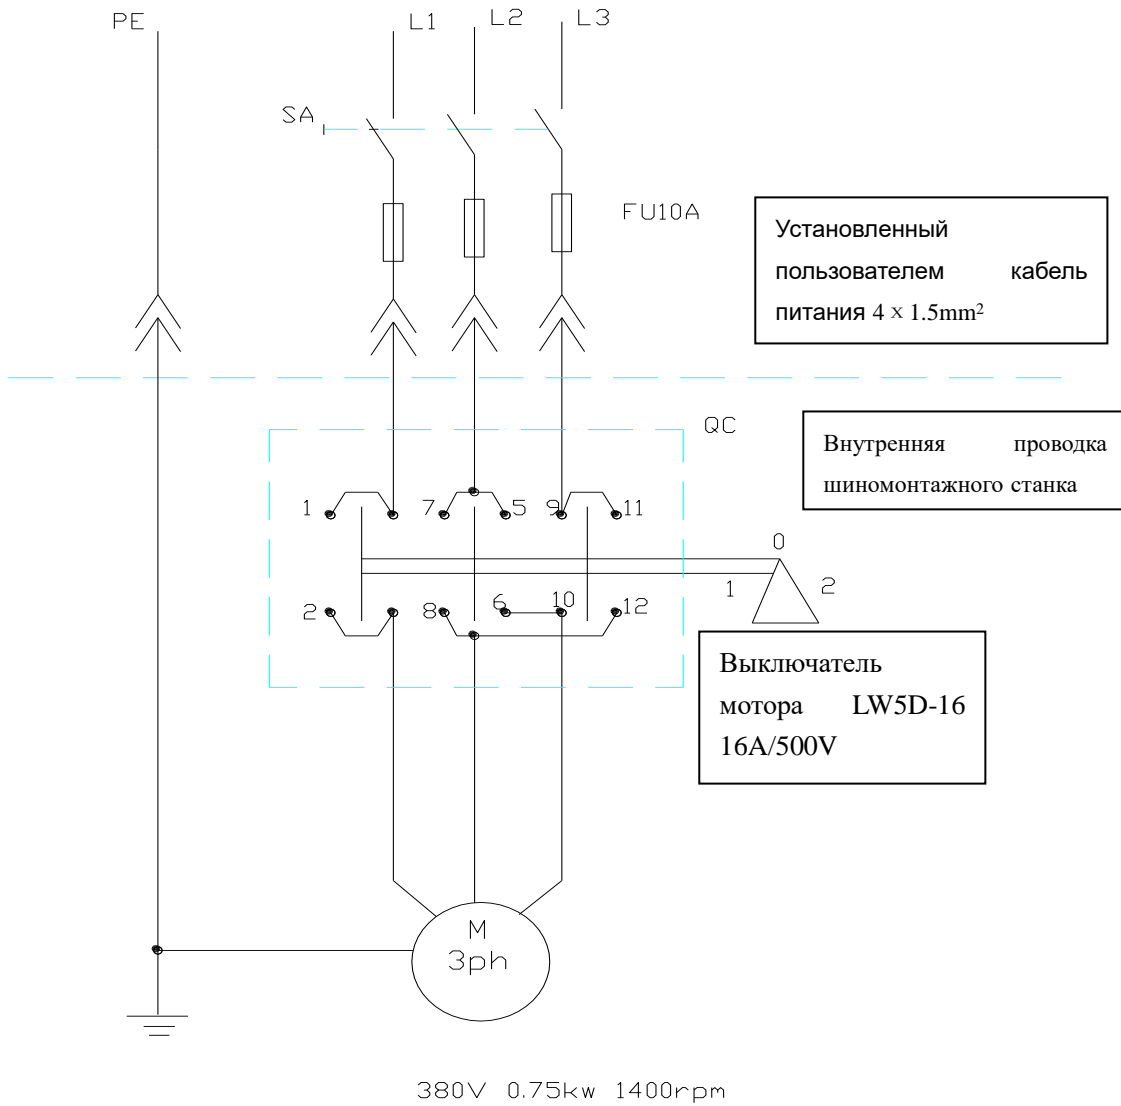 PE
L1
L2
L3
SA
FU10A
Установленный
пользователем кабель
питания 4 x 1.5mm²
QC
Внутренняя проводка
шиномонтажного станка
1
7
5
9
11
0
1
2
2
8
6
10
12
Выключатель
мотора LW5D-16
16A/500V
M
3ph
380V 0.75kw 1400rpm